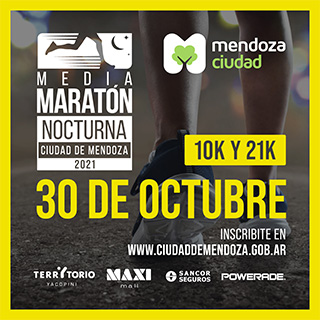 MEDIA
MARATÓN
NOCTURNA
CIUDAD DE MENDOZA
2021
mendoza
ciudad
10K Y 21K
30 DE OCTUBRE
INSCRIBITE EN
WWW.CIUDADDEMENDOZA.GOB.AR
TERRITORIO
YACOPINI
MAXI
mall
SANCOR
SEGUROS
POWERADE